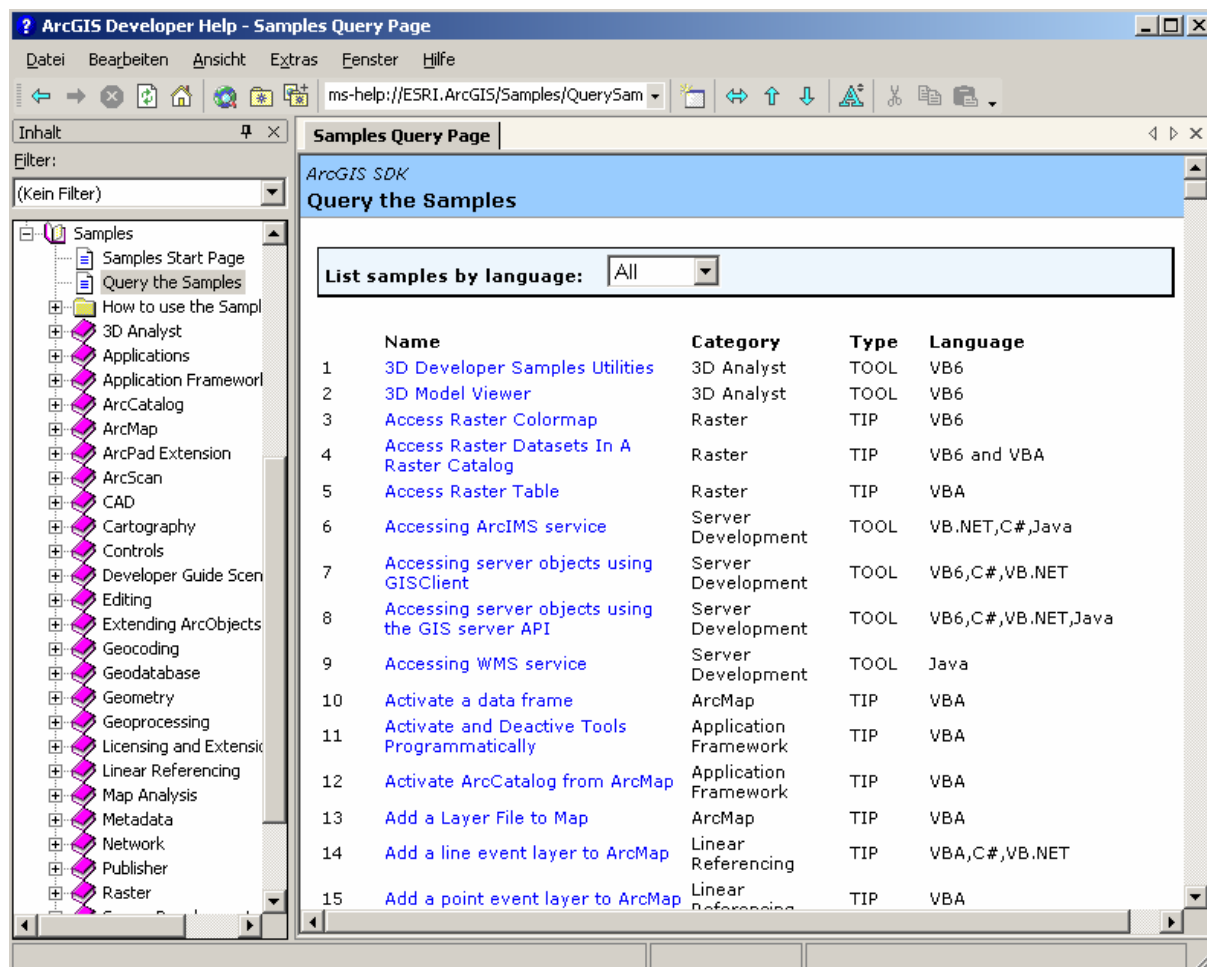 ArcGIS Developer Help - Samples Query Page
Datei Bearbeiten Ansicht Extras Fenster Hilfe
ms-help://ESRI.ArcGIS/Samples/QuerySam
Inhalt
Filter:
(Kein Filter)
Samples
Samples Start Page
Query the Samples
How to use the Sampl
3D Analyst
Applications
Application Framework
ArcCatalog
ArcMap
ArcPad Extension
ArcScan
CAD
Cartography
Controls
Developer Guide Scen
Editing
Extending ArcObjects
Geocoding
Geodatabase
Geometry
Geoprocessing
Licensing and Extensio
Linear Referencing
Map Analysis
Metadata
Network
Publisher
Raster
Samples Query Page
ArcGIS SDK
Query the Samples
List samples by language: All
Name Category Type Language
1 3D Developer Samples Utilities 3D Analyst TOOL VB6
2 3D Model Viewer 3D Analyst TOOL VB6
3 Access Raster Colormap Raster TIP VB6
4 Access Raster Datasets In A Raster Catalog Raster TIP VB6 and VBA
5 Access Raster Table Raster TIP VBA
6 Accessing ArcIMS service Server Development TOOL VB.NET,C#,Java
7 Accessing server objects using GISClient Server Development TOOL VB6,C#,VB.NET
8 Accessing server objects using the GIS server API Server Development TOOL VB6,C#,VB.NET,Java
9 Accessing WMS service Server Development TOOL Java
10 Activate a data frame ArcMap TIP VBA
11 Activate and Deactive Tools Programmatically Application Framework TIP VBA
12 Activate ArcCatalog from ArcMap Application Framework TIP VBA
13 Add a Layer File to Map ArcMap TIP VBA
14 Add a line event layer to ArcMap Linear Referencing TIP VBA,C#,VB.NET
15 Add a point event layer to ArcMap Linear Referencing TIP VBA